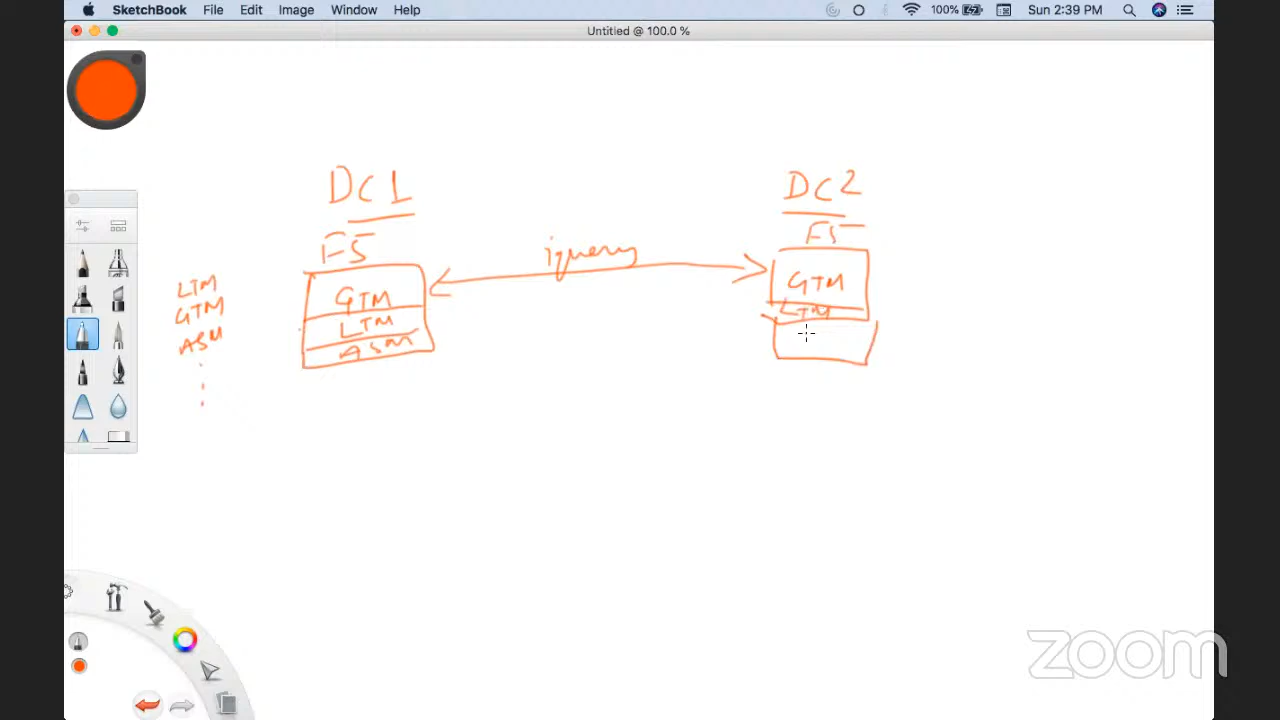 SketchBook File Edit Image Window Help 100% Sun 2:39 PM
Untitled @ 100.0 %
DC1
DC2
F5
F5
iquery
GTM
LTM
ASM
GTM
LTM
ASM
GTM
LTM
zoom